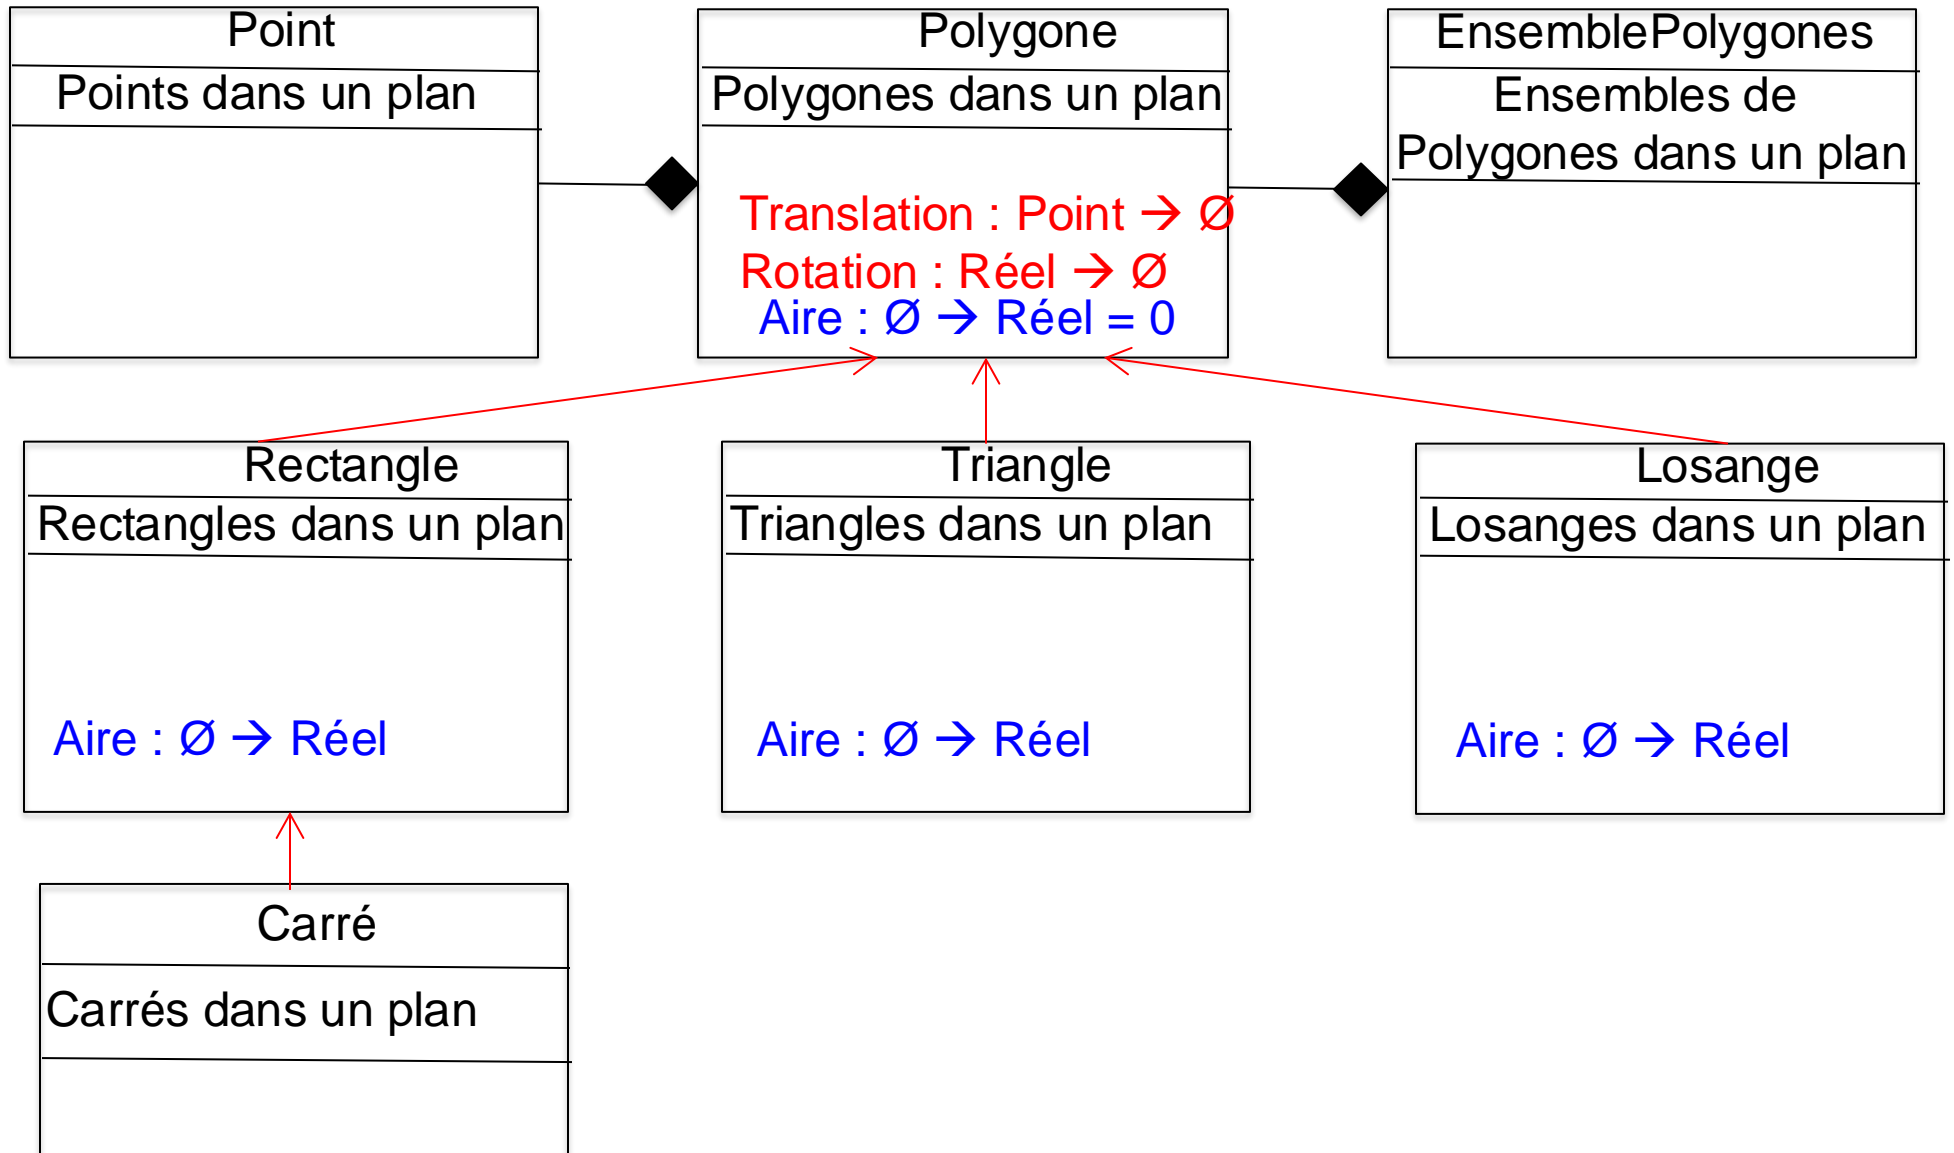 Point
Points dans un plan
Polygone
Polygones dans un plan
Translation : Point → Ø
Rotation : Réel → Ø
Aire : Ø → Réel = 0
EnsemblePolygones
Ensembles de
Polygones dans un plan
Rectangle
Rectangles dans un plan
Aire : Ø → Réel
Triangle
Triangles dans un plan
Aire : Ø → Réel
Losange
Losanges dans un plan
Aire : Ø → Réel
Carré
Carrés dans un plan